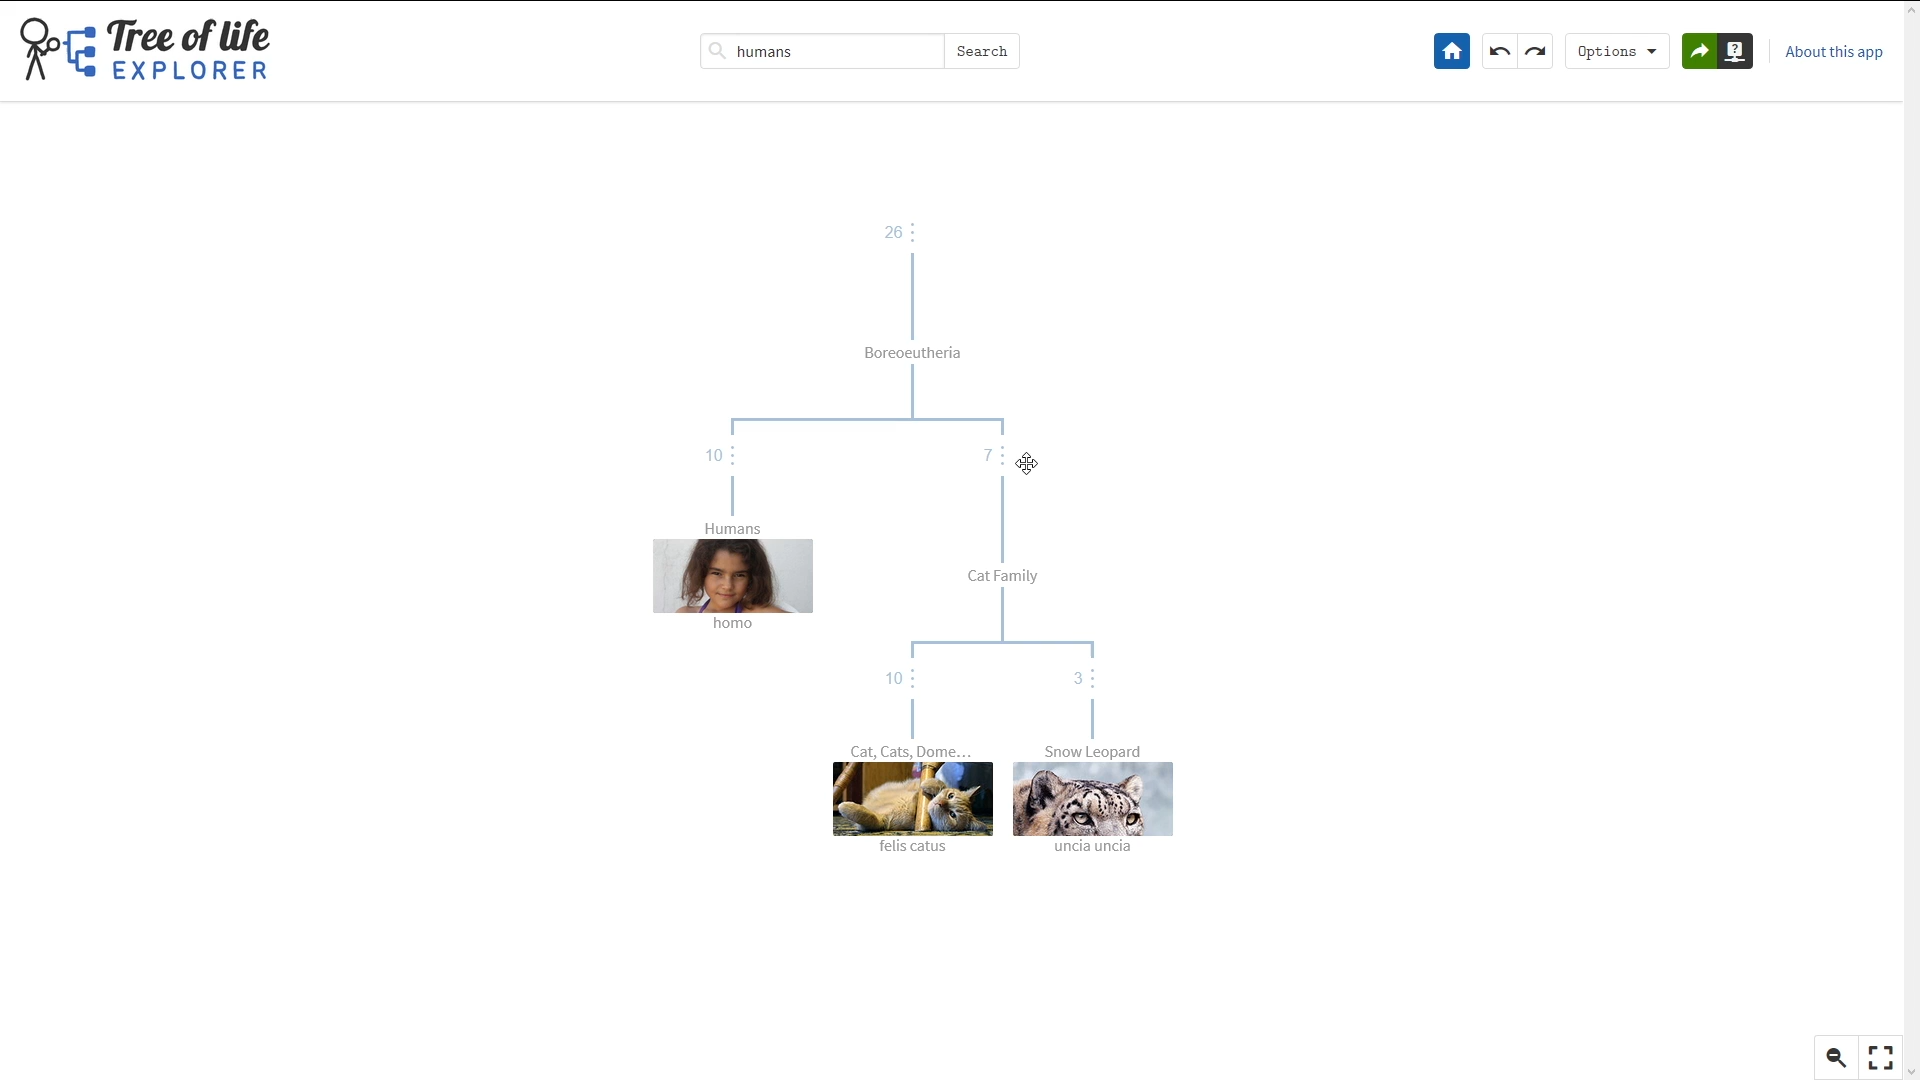 Tree of life
EXPLORER
humans
Search
Options
?
About this app
26
Boreoeutheria
10
7
Humans
homo
Cat Family
10
3
Cat, Cats, Dome...
Snow Leopard
felis catus
uncia uncia